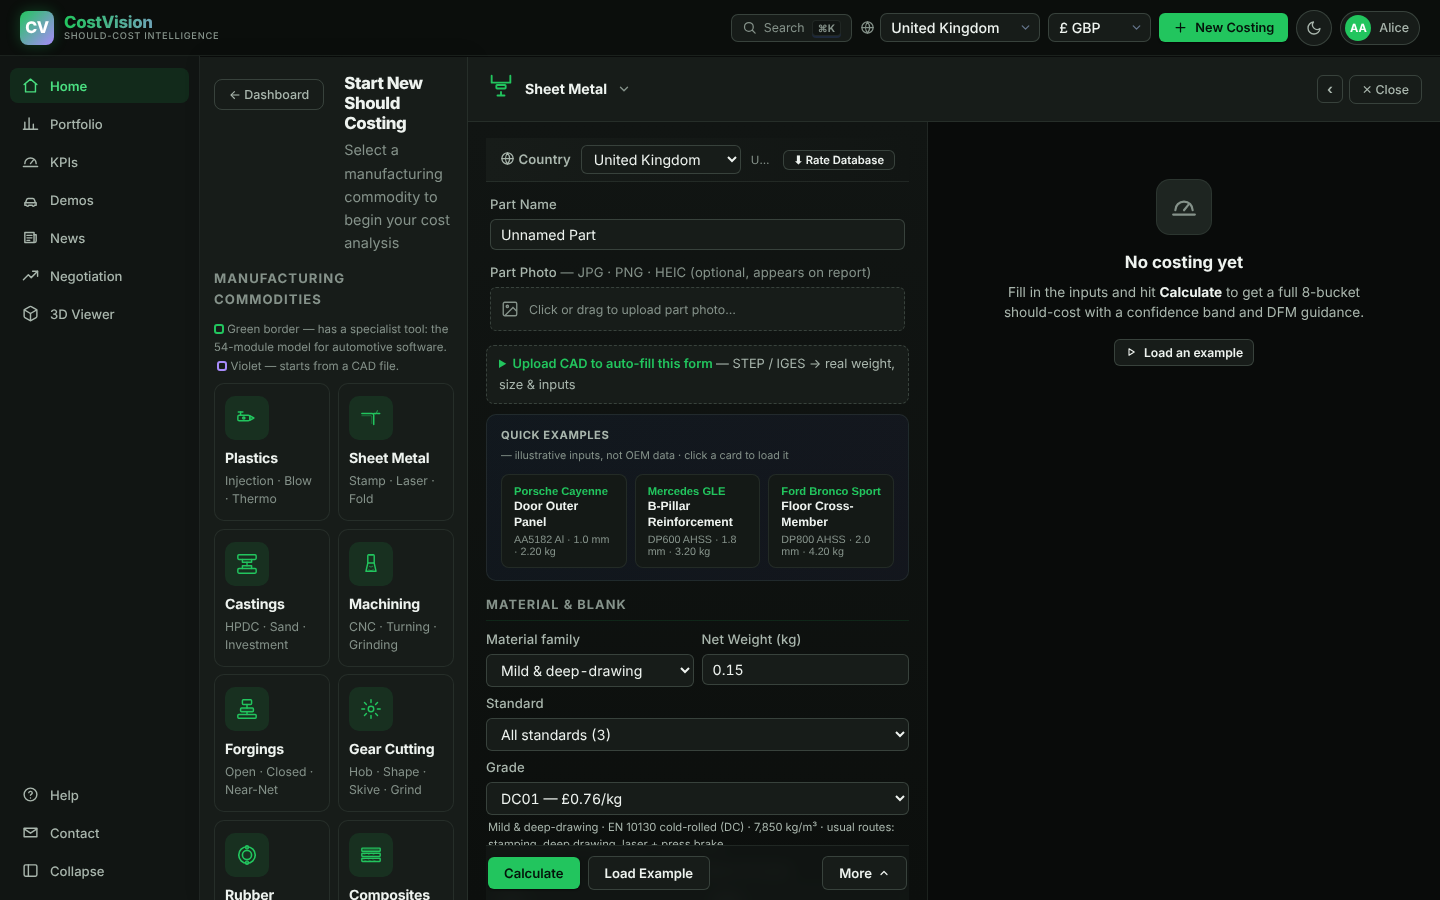 CV
CostVision
SHOULD-COST INTELLIGENCE
Search ⌘K
United Kingdom
£ GBP
+ New Costing
AA Alice
Home
Portfolio
KPIs
Demos
News
Negotiation
3D Viewer
Help
Contact
Collapse
← Dashboard
Start New
Should
Costing
Select a
manufacturing
commodity to
begin your cost
analysis
MANUFACTURING
COMMODITIES
Green border — has a specialist tool: the
54-module model for automotive software.
Violet — starts from a CAD file.
Plastics
Injection · Blow
· Thermo
Sheet Metal
Stamp · Laser ·
Fold
Castings
HPDC · Sand ·
Investment
Machining
CNC · Turning ·
Grinding
Forgings
Open · Closed ·
Near-Net
Gear Cutting
Hob · Shape ·
Skive · Grind
Rubber
Composites
Sheet Metal
‹
✕ Close
Country
United Kingdom
U...
⬇ Rate Database
Part Name
Unnamed Part
Part Photo — JPG · PNG · HEIC (optional, appears on report)
Click or drag to upload part photo...
▶ Upload CAD to auto-fill this form — STEP / IGES → real weight,
size & inputs
QUICK EXAMPLES
— illustrative inputs, not OEM data · click a card to load it
Porsche Cayenne
Door Outer
Panel
AA5182 Al · 1.0 mm
· 2.20 kg
Mercedes GLE
B-Pillar
Reinforcement
DP600 AHSS · 1.8
mm · 3.20 kg
Ford Bronco Sport
Floor Cross-
Member
DP800 AHSS · 2.0
mm · 4.20 kg
MATERIAL & BLANK
Material family
Mild & deep-drawing
Net Weight (kg)
0.15
Standard
All standards (3)
Grade
DC01 — £0.76/kg
Mild & deep-drawing · EN 10130 cold-rolled (DC) · 7,850 kg/m³ · usual routes:
stamping, deep drawing, laser + press brake
Calculate
Load Example
More
No costing yet
Fill in the inputs and hit Calculate to get a full 8-bucket
should-cost with a confidence band and DFM guidance.
Load an example